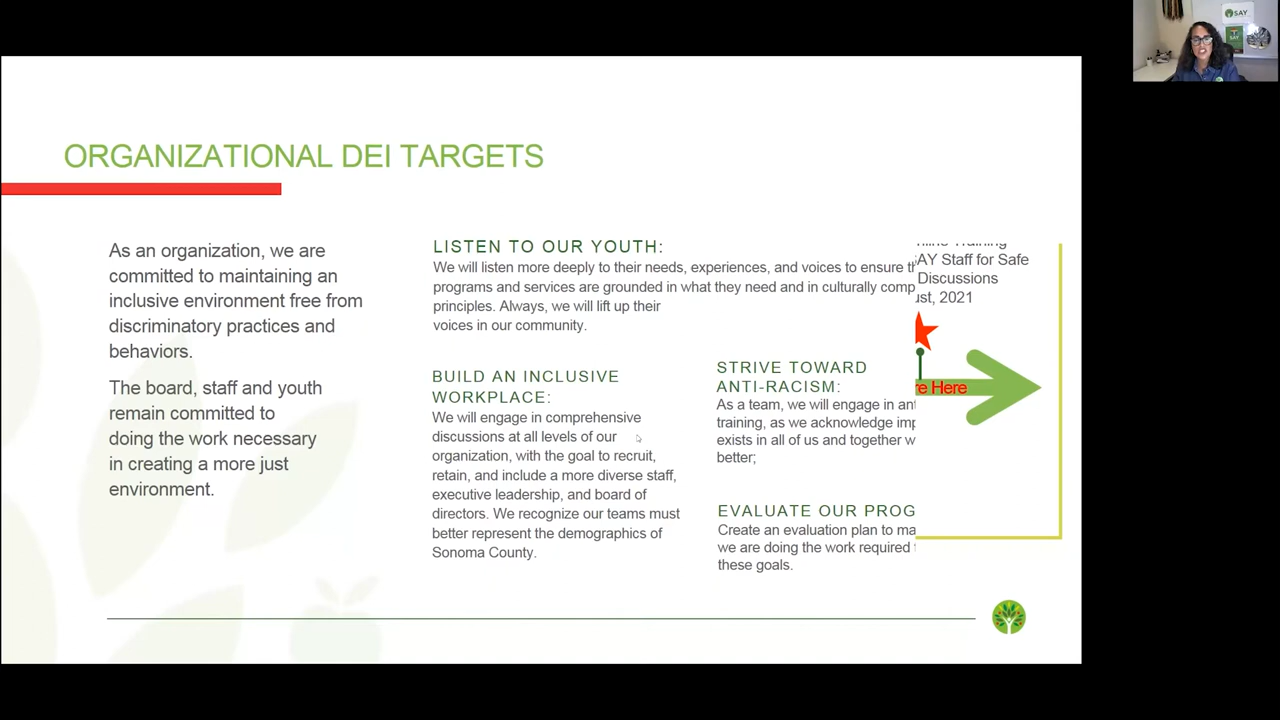 SAY
ORGANIZATIONAL DEI TARGETS
As an organization, we are
committed to maintaining an
inclusive environment free from
discriminatory practices and
behaviors.
The board, staff and youth
remain committed to
doing the work necessary
in creating a more just
environment.
LISTEN TO OUR YOUTH:
We will listen more deeply to their needs, experiences, and voices to ensure
programs and services are grounded in what they need and in culturally
principles. Always, we will lift up their
voices in our community.
BUILD AN INCLUSIVE
WORKPLACE:
We will engage in comprehensive
discussions at all levels of our
organization, with the goal to recruit,
retain, and include a more diverse staff,
executive leadership, and board of
directors. We recognize our teams must
better represent the demographics of
Sonoma County.
STRIVE TOWARD
ANTI-RACISM:
As a team, we will engage in
training, as we acknowledge
exists in all of us and together
better;
EVALUATE OUR PROG
Create an evaluation plan to
we are doing the work required
these goals.
Training
AY Staff for Safe
Discussions
ust, 2021
re Here